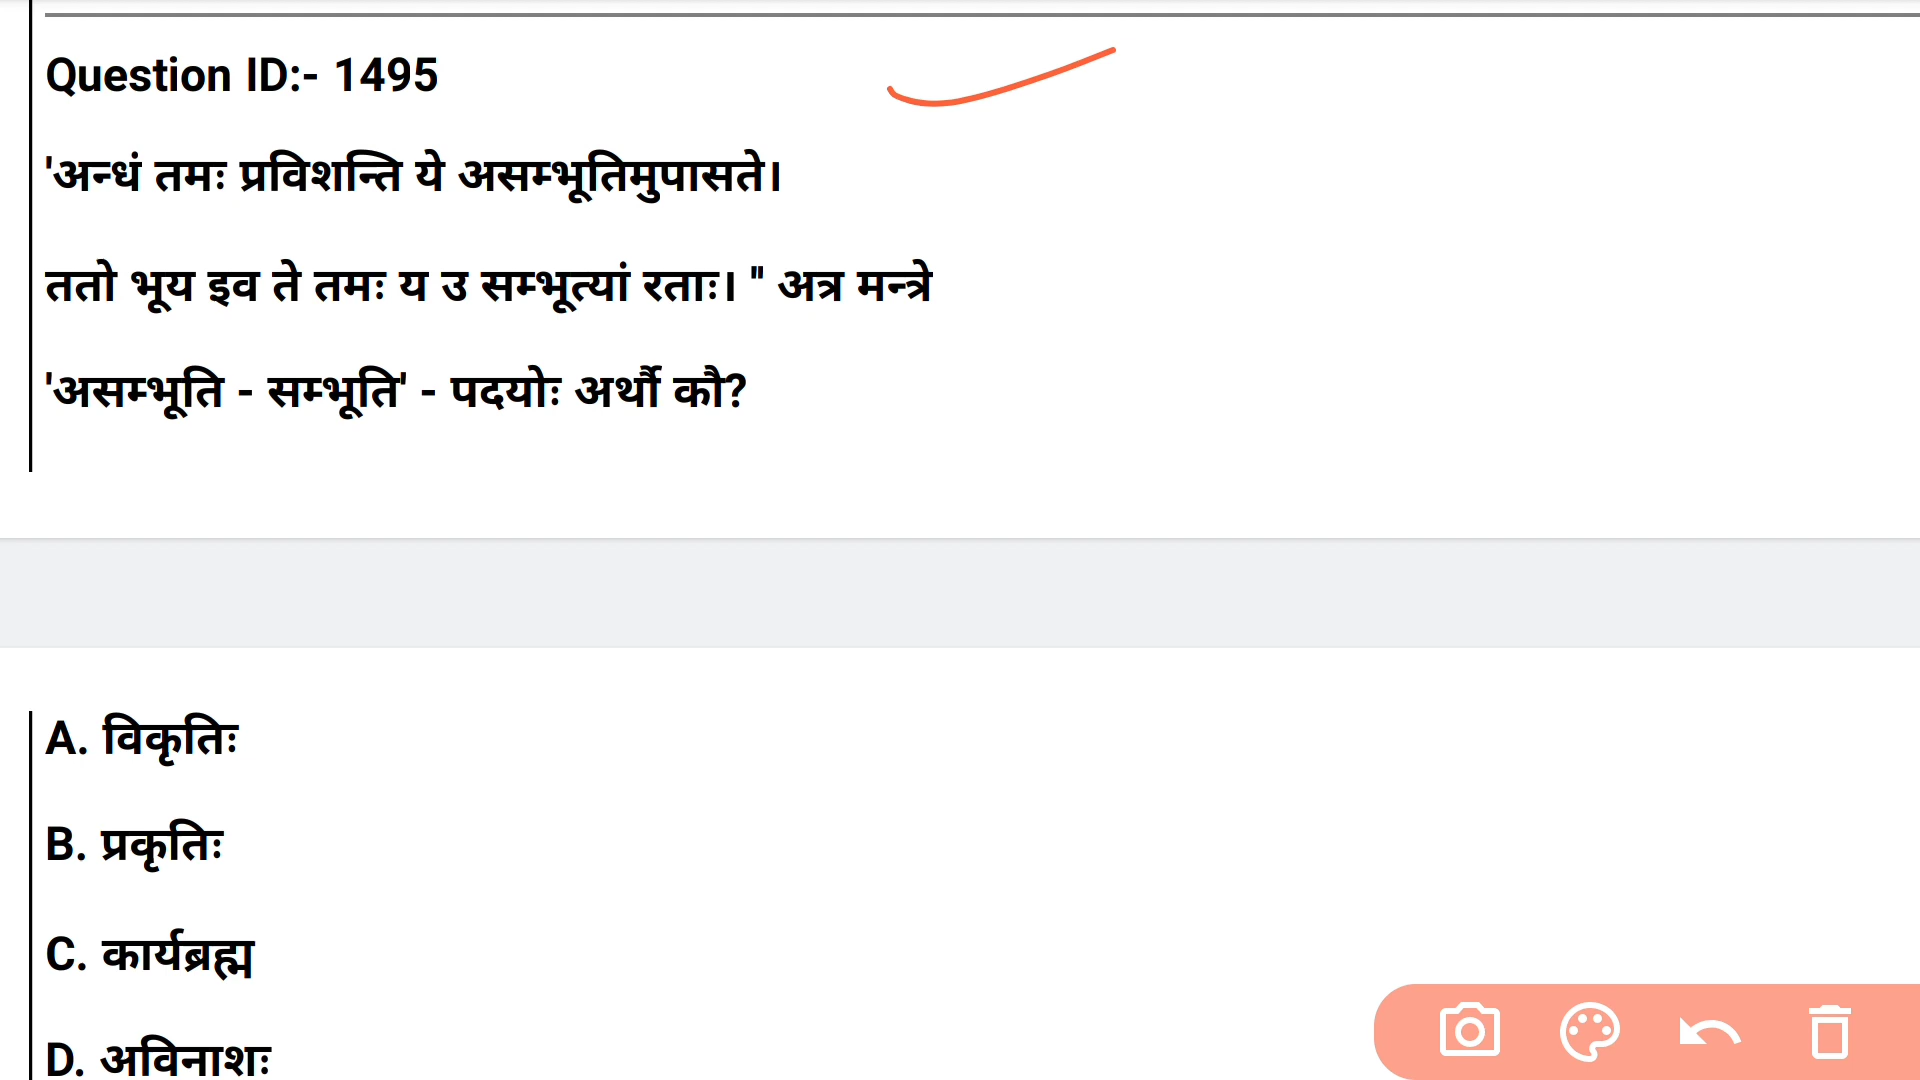 Question ID:- 1495
'अन्धं तमः प्रविशन्ति ये असम्भूतिमुपासते।
ततो भूय इव ते तमः य उ सम्भूत्यां रताः। " अत्र मन्त्रे
'असम्भूति - सम्भूति' - पदयोः अर्थौ कौ?
A. विकृतिः
B. प्रकृतिः
C. कार्यब्रह्म
D. अविनाशः